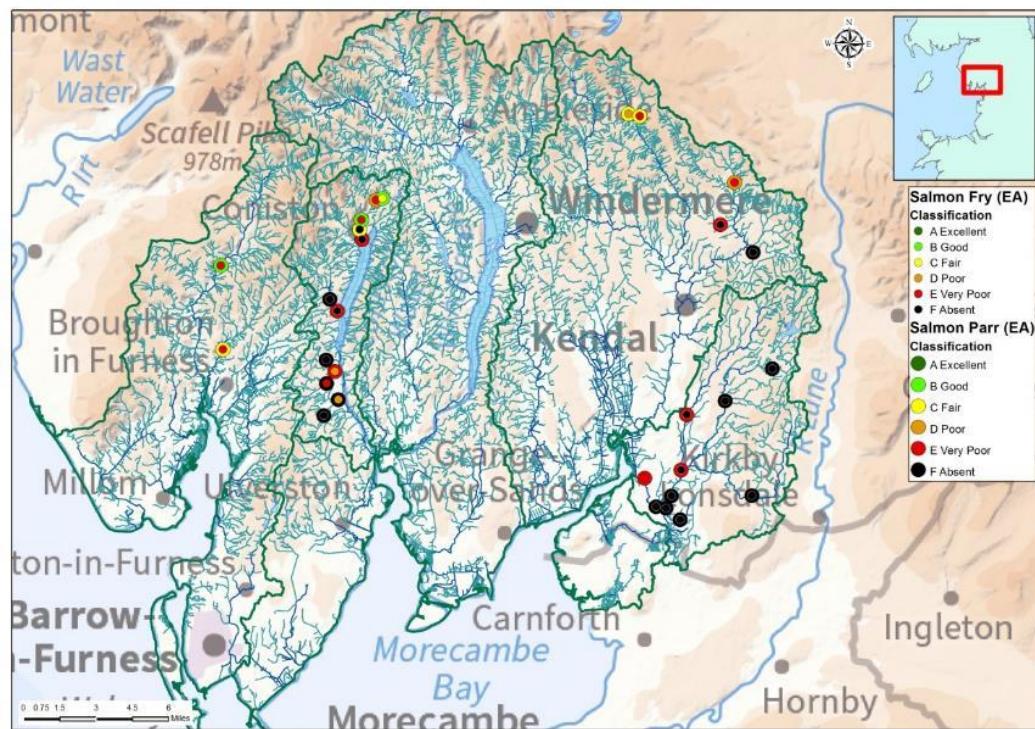 mont
Wast
Water
Scafell Pike
978m
R Irt
Ambleside
Coniston
Windermere
Broughton
in Furness
Kendal
R Lune
Millom
Ulverston
Grange-
over-Sands
Kirkby
Lonsdale
ton-in-Furness
Barrow-
n-Furness
Carnforth
Morecambe
Bay
Morecambe
Ingleton
Hornby
N
W E
S
0 0.75 1.5 3 4.5 6
Miles
Salmon Fry (EA)
Classification
A Excellent
B Good
C Fair
D Poor
E Very Poor
F Absent
Salmon Parr (EA)
Classification
A Excellent
B Good
C Fair
D Poor
E Very Poor
F Absent